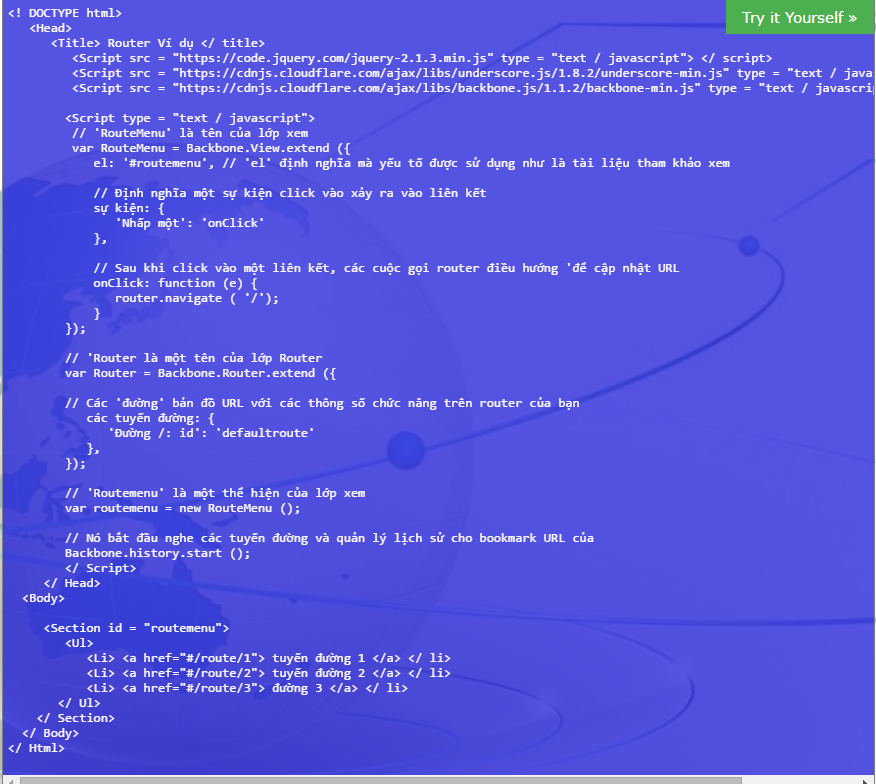 <! DOCTYPE html>
Try it Yourself »
<Head>
<Title> Router Ví dụ </ title>
<Script src = "https://code.jquery.com/jquery-2.1.3.min.js" type = "text / javascript"> </ script>
<Script src = "https://cdnjs.cloudflare.com/ajax/libs/underscore.js/1.8.2/underscore-min.js" type = "text / java
<Script src = "https://cdnjs.cloudflare.com/ajax/libs/backbone.js/1.1.2/backbone-min.js" type = "text / javascri
<Script type = "text / javascript">
// 'RouteMenu' là tên của lớp xem
var RouteMenu = Backbone.View.extend ({
el: '#routemenu', // 'el' định nghĩa mà yếu tố được sử dụng như là tài liệu tham khảo xem
// Định nghĩa một sự kiện click vào xảy ra vào liên kết
sự kiện: {
'Nhấp một': 'onClick'
},
// Sau khi click vào một liên kết, các cuộc gọi router điều hướng 'để cập nhật URL
onClick: function (e) {
router.navigate ( '/');
}
});
// 'Router là một tên của lớp Router
var Router = Backbone.Router.extend ({
// Các 'đường' bản đồ URL với các thông số chức năng trên router của bạn
các tuyến đường: {
'Đường /: id': 'defaultroute'
},
});
// 'Routemenu' là một thể hiện của lớp xem
var routemenu = new RouteMenu ();
// Nó bắt đầu nghe các tuyến đường và quản lý lịch sử cho bookmark URL của
Backbone.history.start ();
</ Script>
</ Head>
<Body>
<Section id = "routemenu">
<Ul>
<Li> <a href="#/route/1"> tuyến đường 1 </a> </ li>
<Li> <a href="#/route/2"> tuyến đường 2 </a> </ li>
<Li> <a href="#/route/3"> đường 3 </a> </ li>
</ Ul>
</ Section>
</ Body>
</ Html>